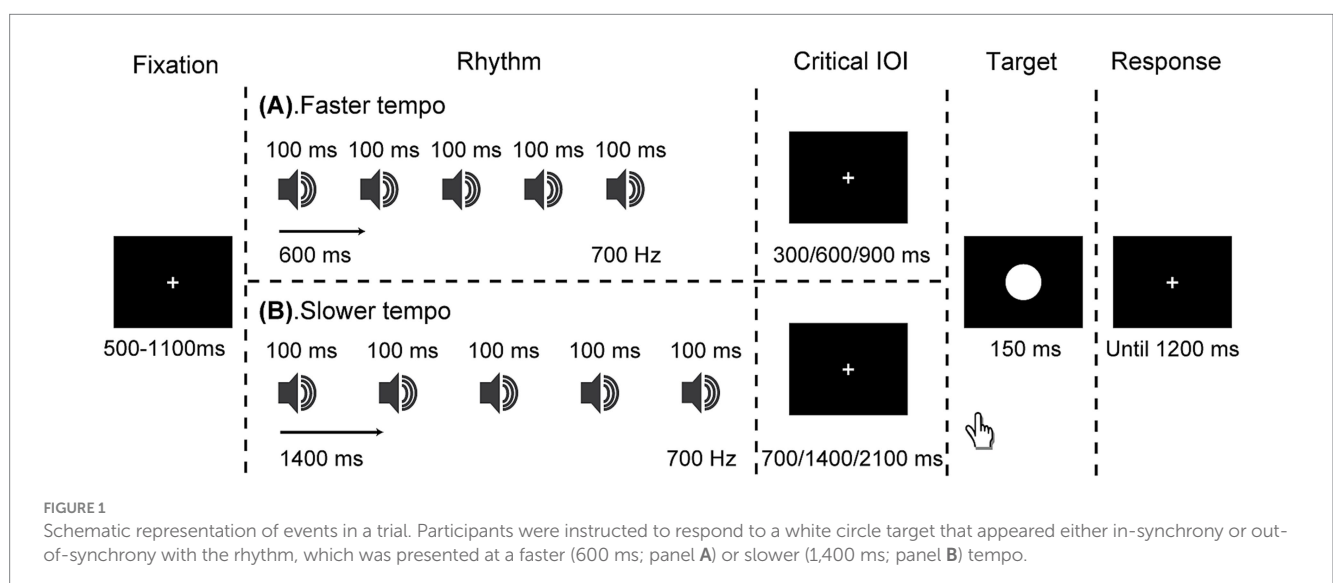 Fixation
Rhythm
Critical IOI
Target
Response
(A).Faster tempo
100 ms 100 ms 100 ms 100 ms 100 ms
600 ms
700 Hz
300/600/900 ms
500-1100ms
(B).Slower tempo
100 ms 100 ms 100 ms 100 ms 100 ms
1400 ms
700 Hz
700/1400/2100 ms
150 ms
Until 1200 ms
FIGURE 1
Schematic representation of events in a trial. Participants were instructed to respond to a white circle target that appeared either in-synchrony or out-
of-synchrony with the rhythm, which was presented at a faster (600 ms; panel A) or slower (1,400 ms; panel B) tempo.